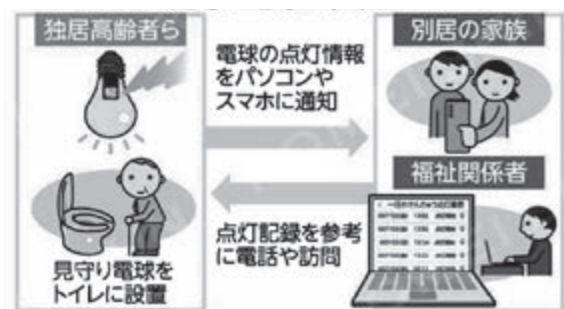 独居高齢者ら
電球の点灯情報
をパソコンや
スマホに通知
別居の家族
福祉関係者
点灯記録を参考
に電話や訪問
見守り電球を
トイレに設置